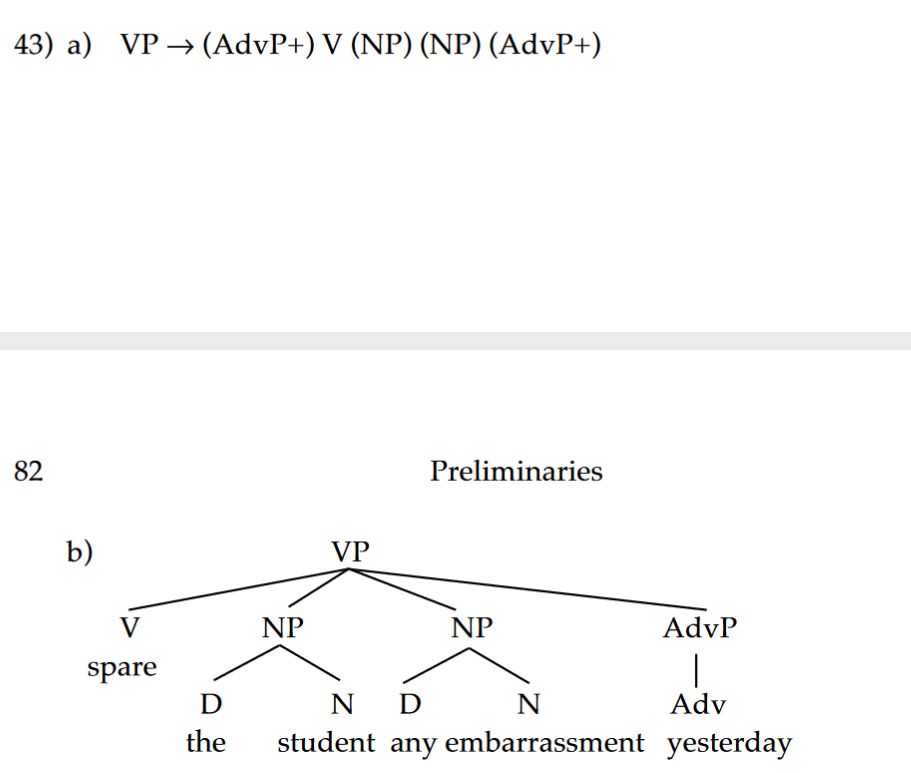 43) a) VP → (AdvP+) V (NP) (NP) (AdvP+)
82 Preliminaries
b) VP
V NP NP AdvP
spare
D N D N Adv
the student any embarrassment yesterday